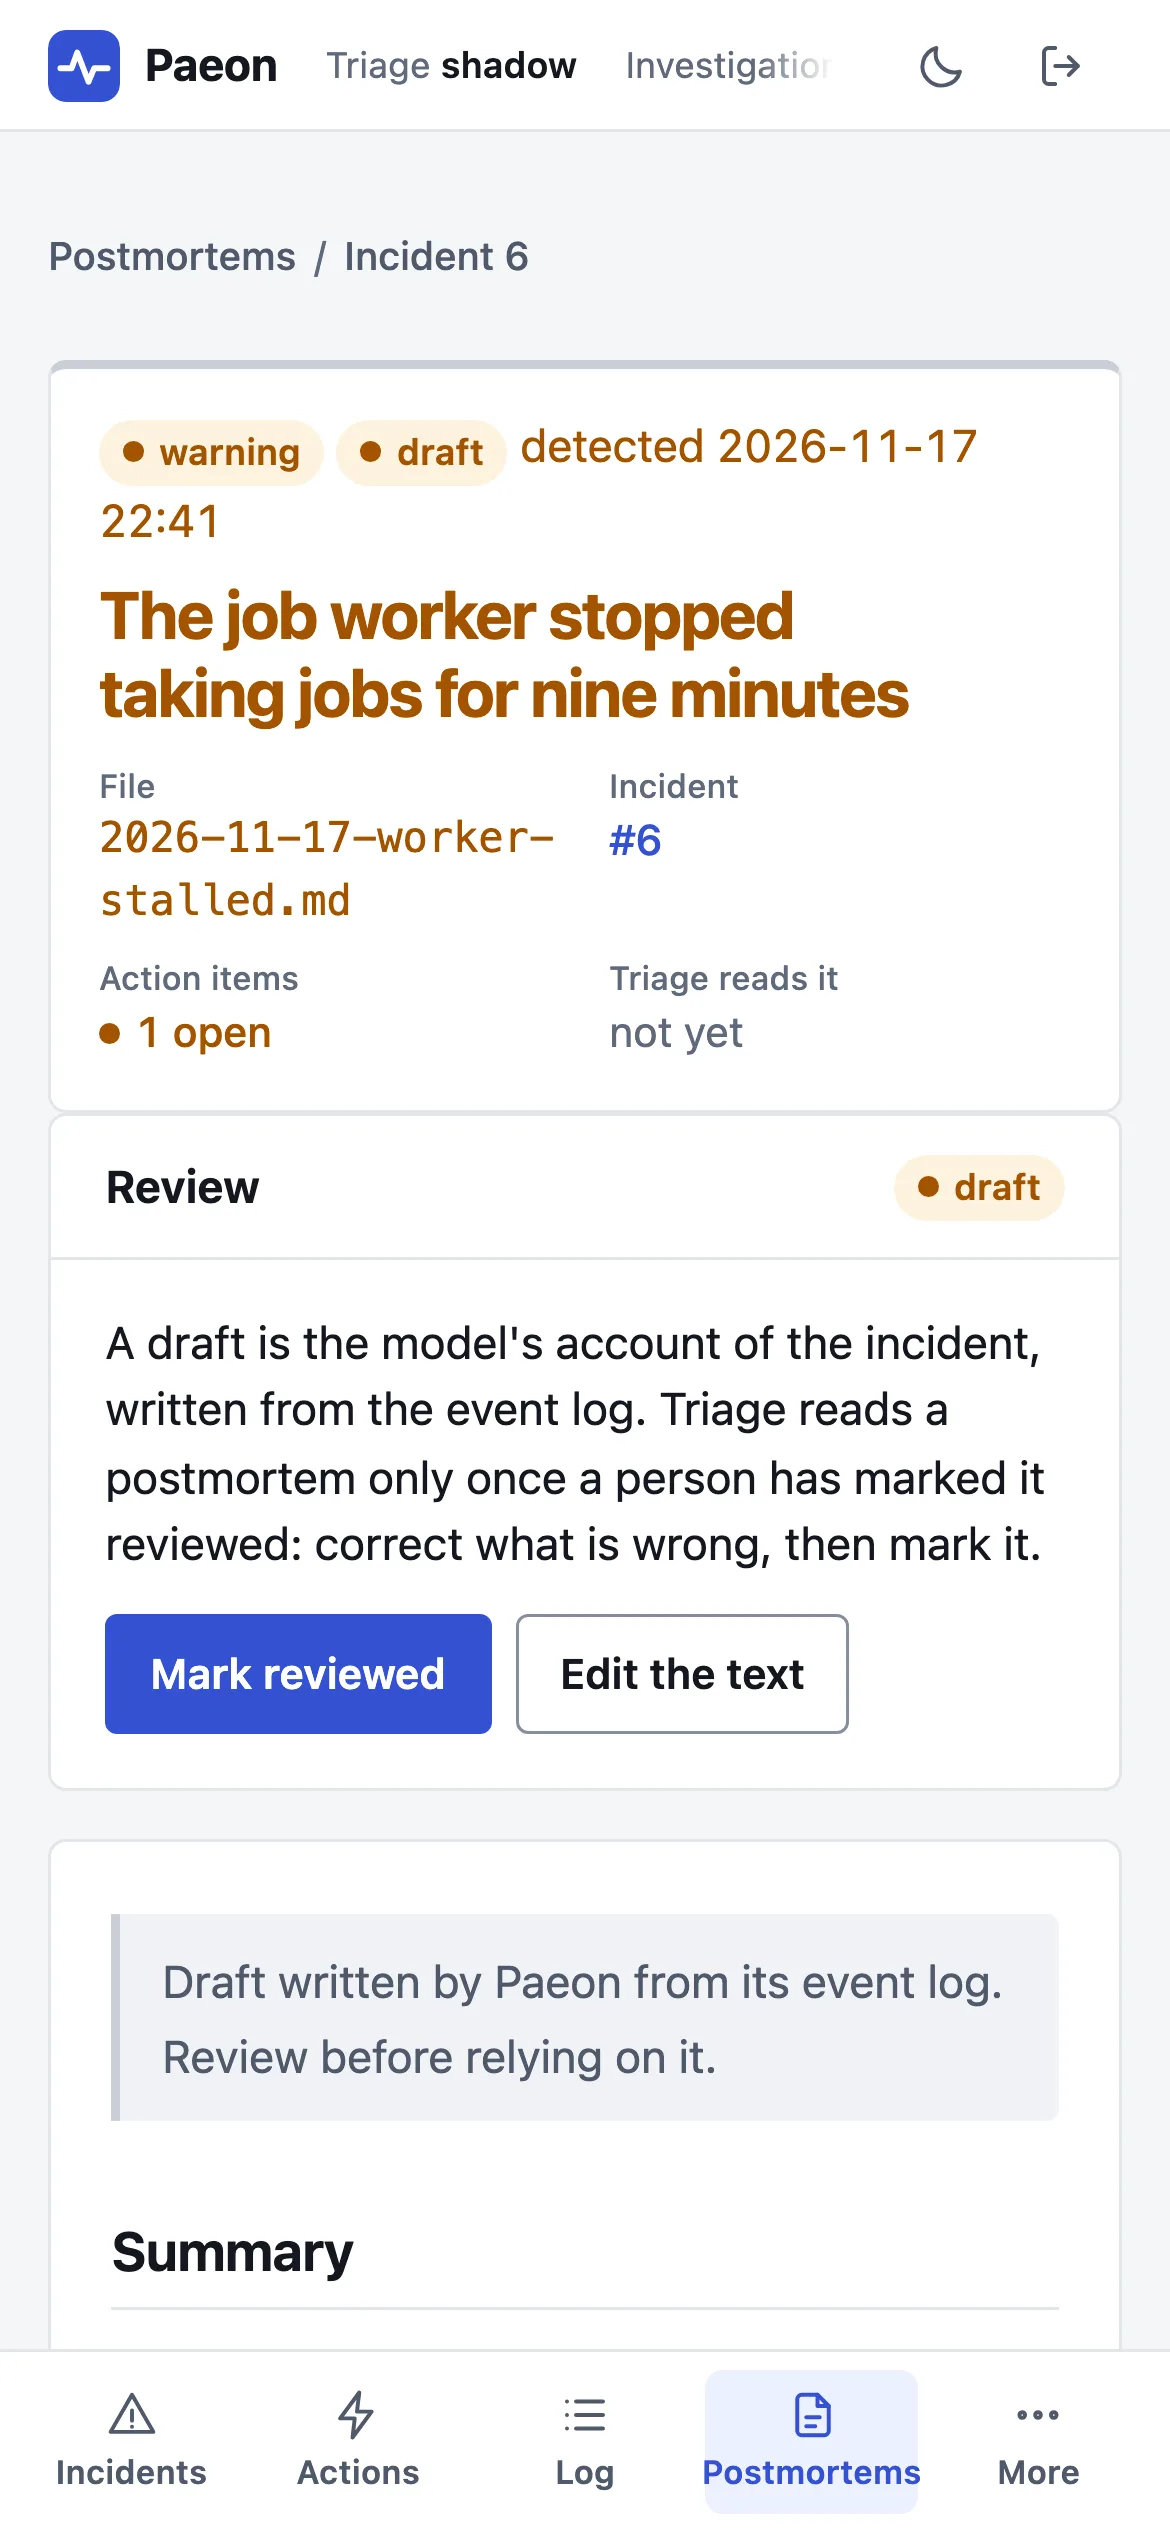 Paeon Triage shadow Investigation
Postmortems / Incident 6
warning draft detected 2026-11-17
22:41
The job worker stopped
taking jobs for nine minutes
File Incident
2026-11-17-worker- #6
stalled.md
Action items Triage reads it
1 open not yet
Review draft
A draft is the model's account of the incident,
written from the event log. Triage reads a
postmortem only once a person has marked it
reviewed: correct what is wrong, then mark it.
Mark reviewed Edit the text
Draft written by Paeon from its event log.
Review before relying on it.
Summary
Incidents Actions Log Postmortems More